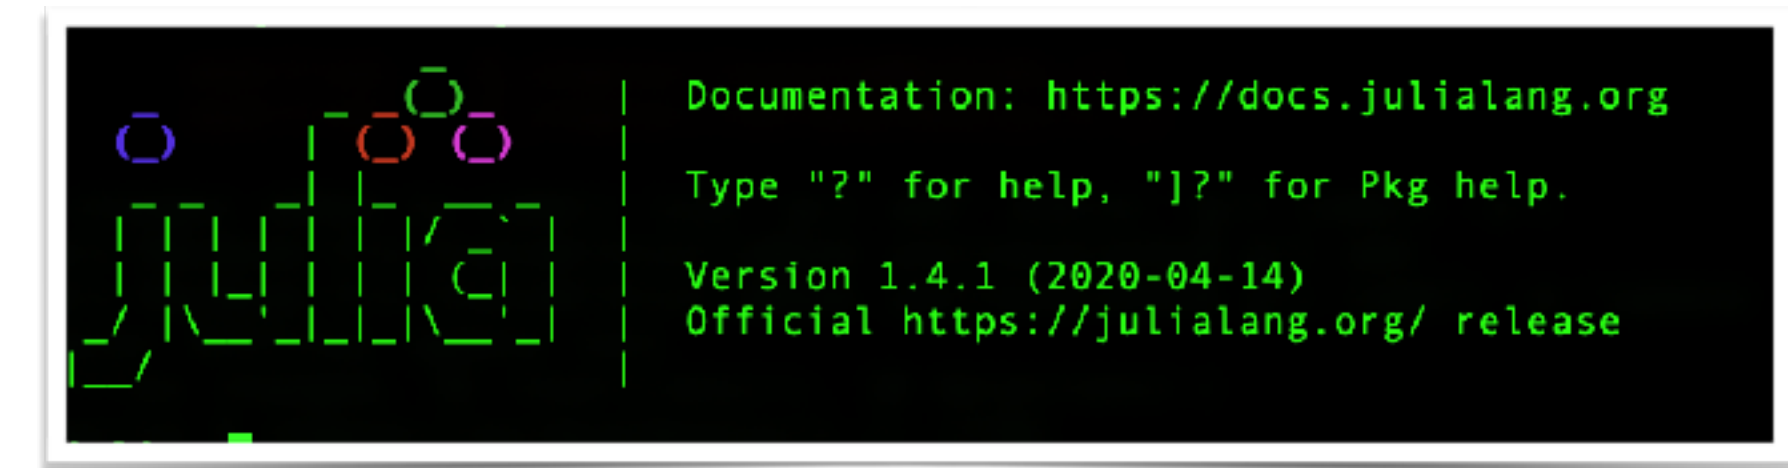 Documentation: https://docs.julialang.org
Type "?" for help, "]?" for Pkg help.
Version 1.4.1 (2020-04-14)
Official https://julialang.org/ release